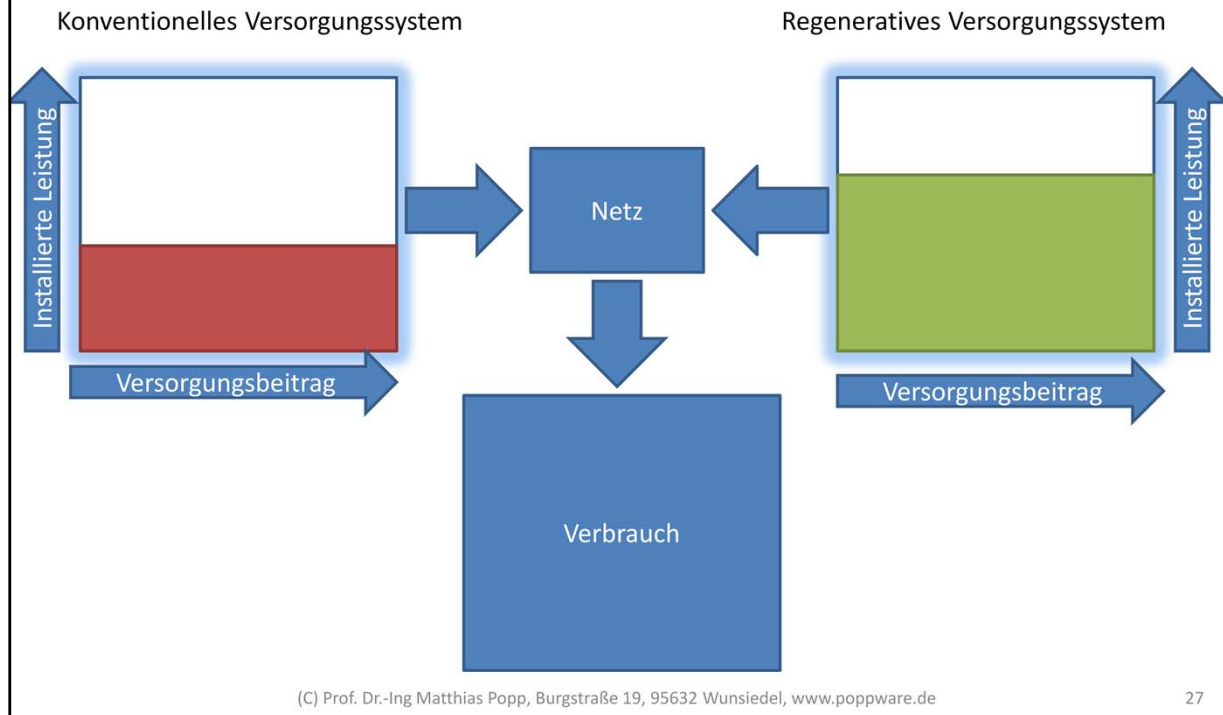 Konventionelles Versorgungssystem
Regeneratives Versorgungssystem
Installierte Leistung
Versorgungsbeitrag
Netz
Verbrauch
Installierte Leistung
Versorgungsbeitrag
(C) Prof. Dr.-Ing Matthias Popp, Burgstraße 19, 95632 Wunsiedel, www.poppware.de
27